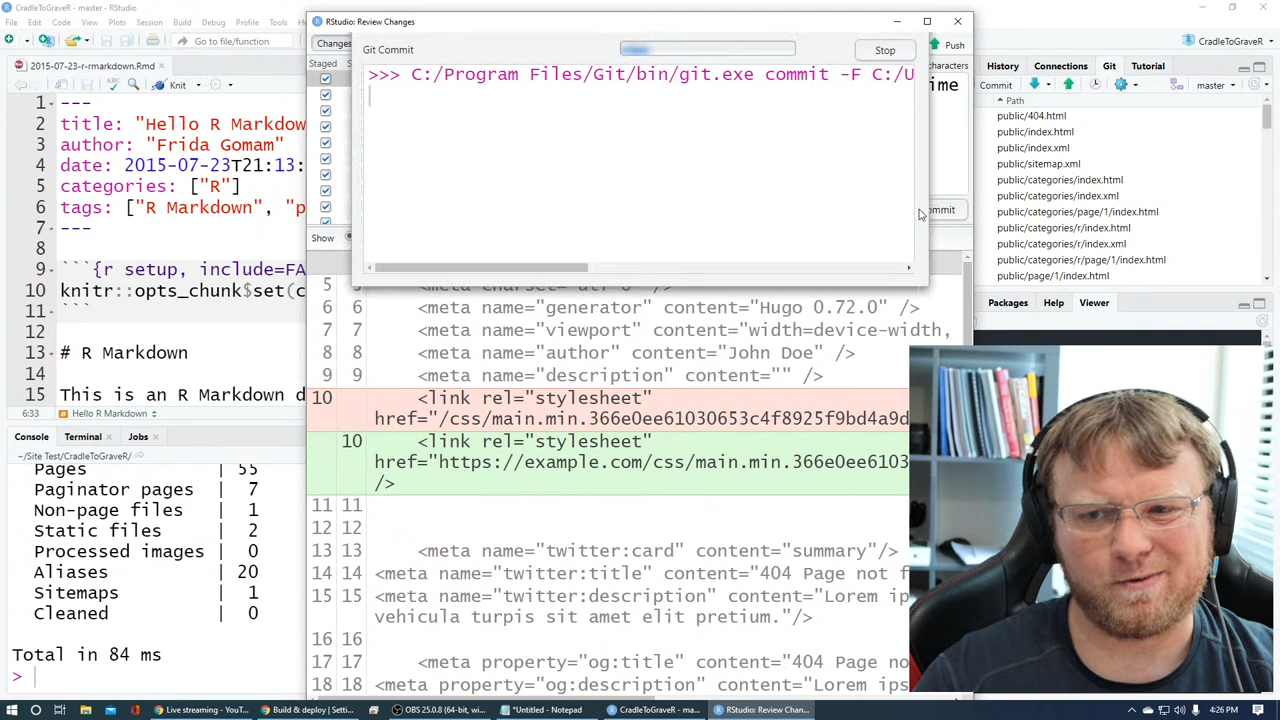 CradleToGraveR - master - RStudio
File Edit Code View Plots Session Build Debug Profile Tools
Go to file/function
CradleToGraveR
2015-07-23-r-rmarkdown.Rmd
Knit
1 ---
2 title: "Hello R Markdow
3 author: "Frida Gomam"
4 date: 2015-07-23T21:13:
5 categories: ["R"]
6 tags: ["R Markdown", "p
7 ---
8
9 ```{r setup, include=FA
10 knitr::opts_chunk$set(c
11 ```
12
13 # R Markdown
14
15 This is an R Markdown d
6:33 Hello R Markdown
Console Terminal Jobs
~/Site Test/CradleToGraveR/
Pages | 55
Paginator pages | 7
Non-page files | 1
Static files | 2
Processed images | 0
Aliases | 20
Sitemaps | 1
Cleaned | 0
Total in 84 ms
>
RStudio: Review Changes
Changes
Git Commit
Stop
Push
Staged S
characters
>>> C:/Program Files/Git/bin/git.exe commit -F C:/U
ime
ommit
Show
5
6 6 <meta name="generator" content="Hugo 0.72.0" />
7 7 <meta name="viewport" content="width=device-width,
8 8 <meta name="author" content="John Doe" />
9 9 <meta name="description" content="" />
10 <link rel="stylesheet"
href="/css/main.min.366e0ee61030653c4f8925f9bd4a9d
10 <link rel="stylesheet"
href="https://example.com/css/main.min.366e0ee6103
/>
11 11
12 12
13 13 <meta name="twitter:card" content="summary"/>
14 14 <meta name="twitter:title" content="404 Page not f
15 15 <meta name="twitter:description" content="Lorem ip
vehicula turpis sit amet elit pretium."/>
16 16
17 17 <meta property="og:title" content="404 Page no
18 18 <meta property="og:description" content="Lorem ips
History Connections Git Tutorial
Commit master
Path
public/404.html
public/index.html
public/index.xml
public/sitemap.xml
public/categories/index.html
public/categories/index.xml
public/categories/page/1/index.html
public/categories/r/index.html
public/categories/r/index.xml
public/categories/r/page/1/index.html
public/page/1/index.html
Packages Help Viewer
Live streaming - YouT...
Build & deploy | Setti...
OBS 25.0.8 (64-bit, w...
*Untitled - Notepad
CradleToGraveR - ma...
RStudio: Review Chan...
4:26 PM